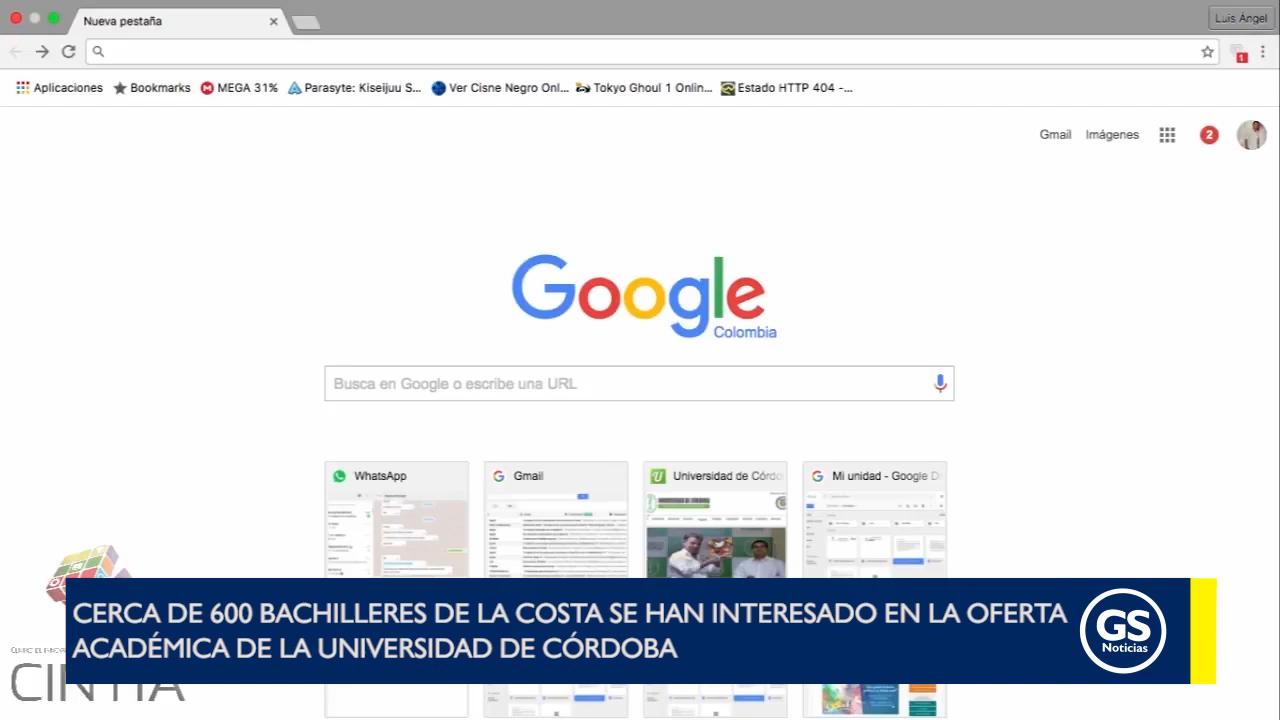 Nueva pestaña
Luis Ángel
1
Aplicaciones Bookmarks MEGA 31% Parasyte: Kiseijuu S... Ver Cisne Negro Onl... Tokyo Ghoul 1 Onlin... Estado HTTP 404 -...
Gmail Imágenes 2
Google
Colombia
Busca en Google o escribe una URL
WhatsApp Gmail Universidad de Córdo Mi unidad - Google D
CERCA DE 600 BACHILLERES DE LA COSTA SE HAN INTERESADO EN LA OFERTA
ACADÉMICA DE LA UNIVERSIDAD DE CÓRDOBA
GS
Noticias